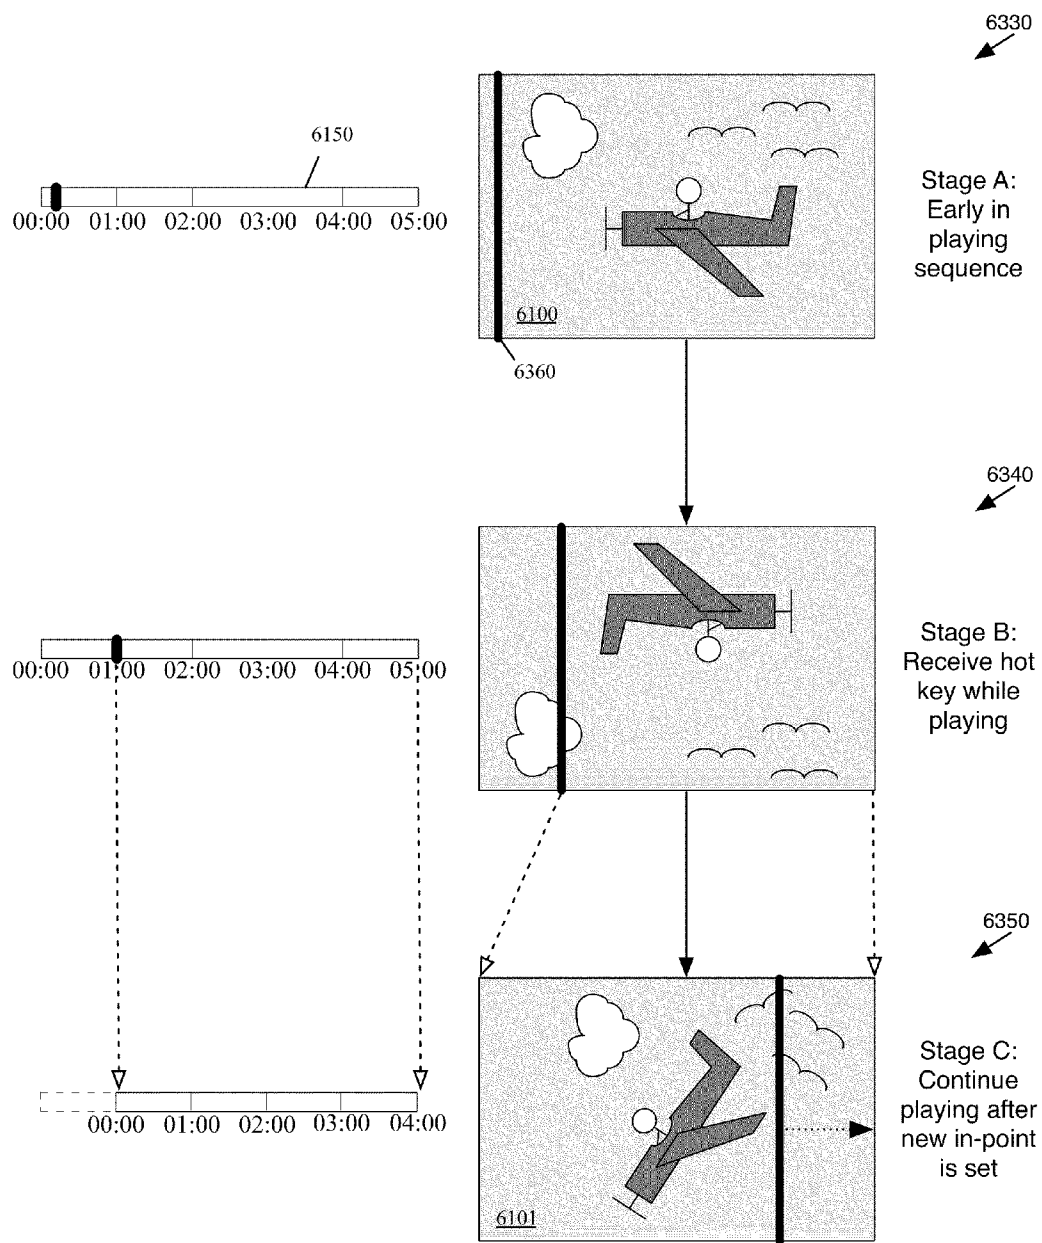 6330
6150
00:00 01:00 02:00 03:00 04:00 05:00
Stage A:
Early in
playing
sequence
6100
6360
6340
00:00 01:00 02:00 03:00 04:00 05:00
Stage B:
Receive hot
key while
playing
6350
00:00 01:00 02:00 03:00 04:00
Stage C:
Continue
playing after
new in-point
is set
6101